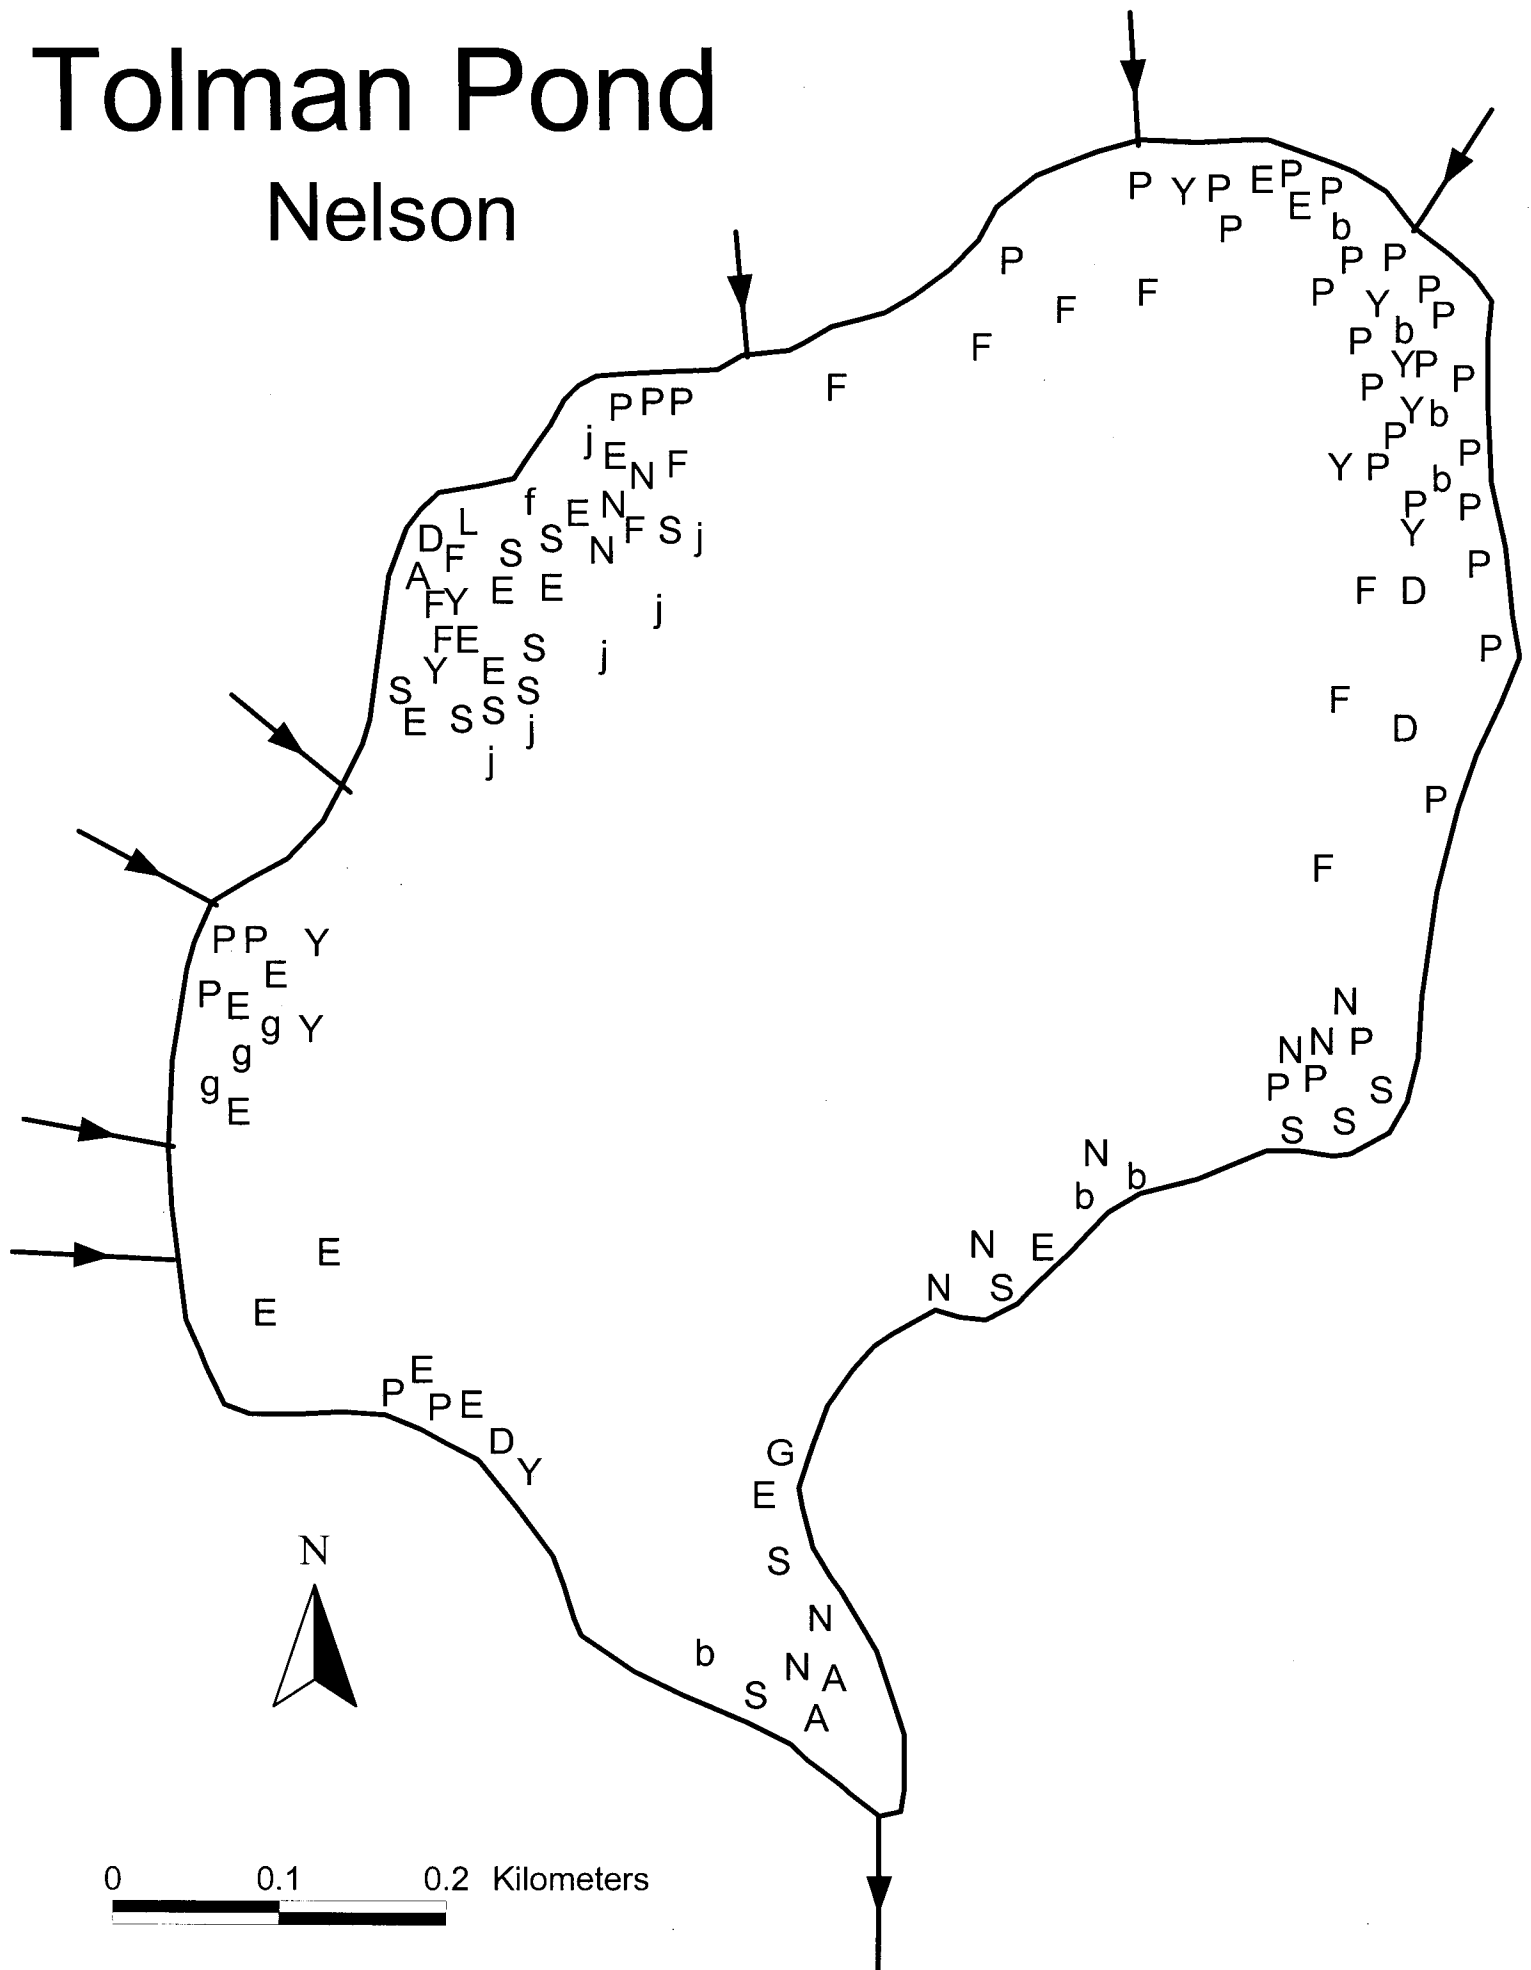 Tolman Pond
Nelson
P Y P E P E P
b
P
P P P
F F P Y P P
F P b
F Y P P P
P P P
Y b
j P
E N F Y P P
b
f E N P P
D L S S N F S j Y
F P
A E E F D
F Y j
F E S j P
Y E
S S F
E S S j D
j
P
F
P P Y
E
P E N
g Y
g N N P
g P P S
E S S
N b
b
E N E
N S
E
E
P P E
D G
Y E
N
S
N
b N A
S
A
0 0.1 0.2 Kilometers